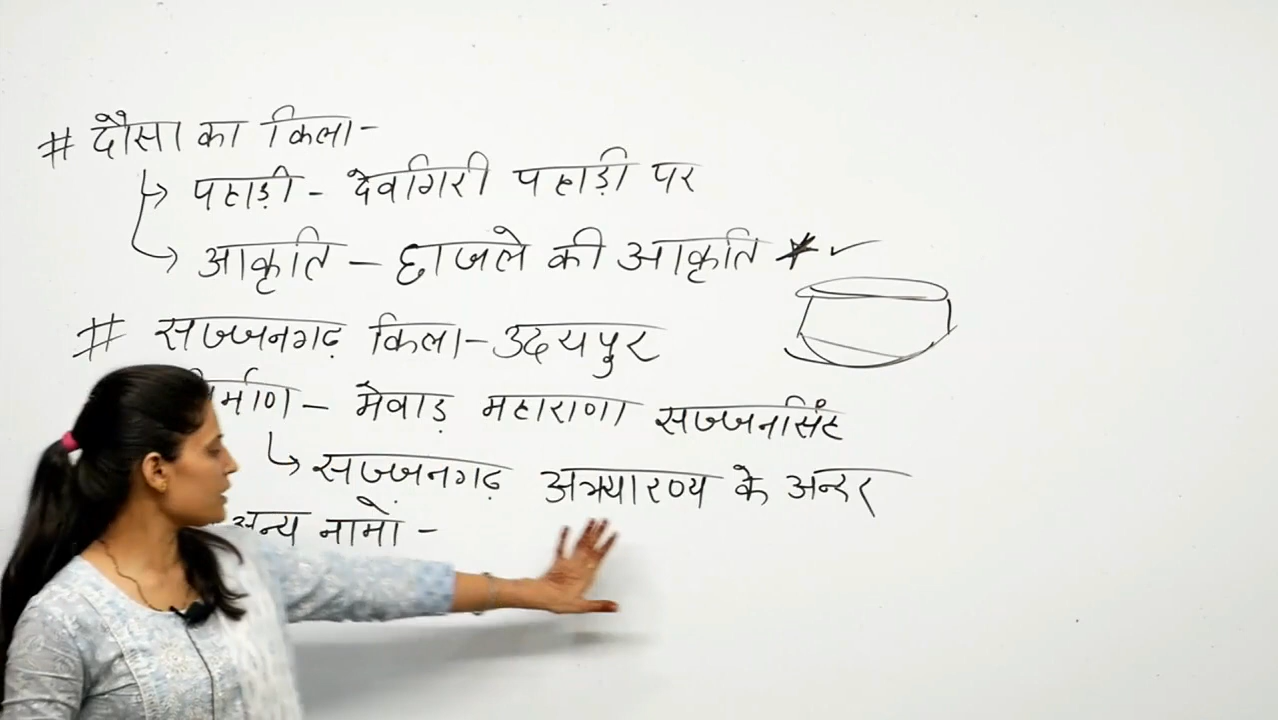 # दौसा का किला-
↳ पहाड़ी - देवगिरी पहाड़ी पर
↳ आकृति - छाजले की आकृति * ✓
# सज्जनगढ़ किला - उदयपुर
निर्माण - मेवाड़ महाराणा सज्जनसिंह
↳ सज्जनगढ़ अभ्यारण्य के अन्दर
अन्य नामों -